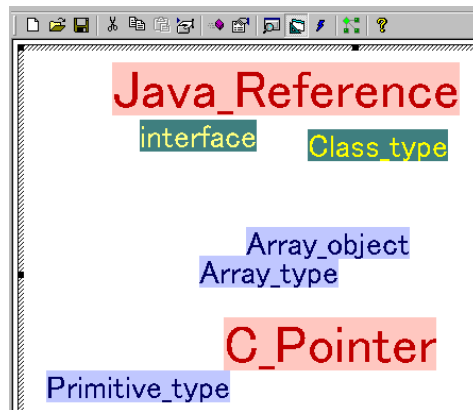 Java_Reference
interface
Class_type
Array_object
Array_type
C_Pointer
Primitive_type